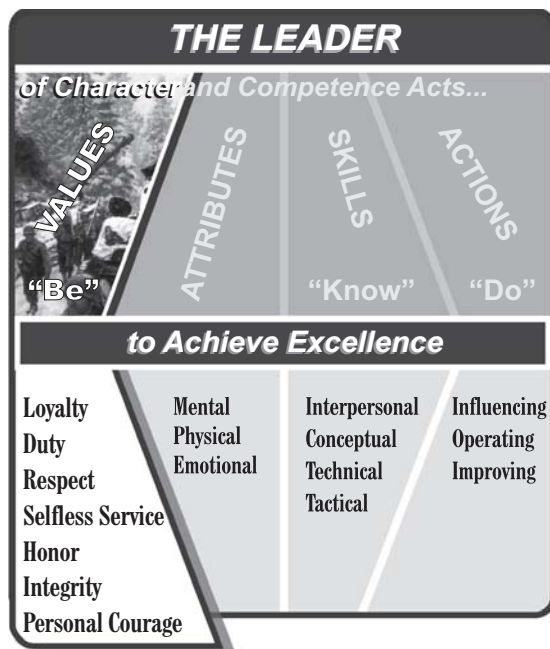 THE LEADER
of Character and Competence Acts...
VALUES
ATTRIBUTES
SKILLS
ACTIONS
“Be”
“Know”
“Do”
to Achieve Excellence
Loyalty
Duty
Respect
Selfless Service
Honor
Integrity
Personal Courage
Mental
Physical
Emotional
Interpersonal
Conceptual
Technical
Tactical
Influencing
Operating
Improving